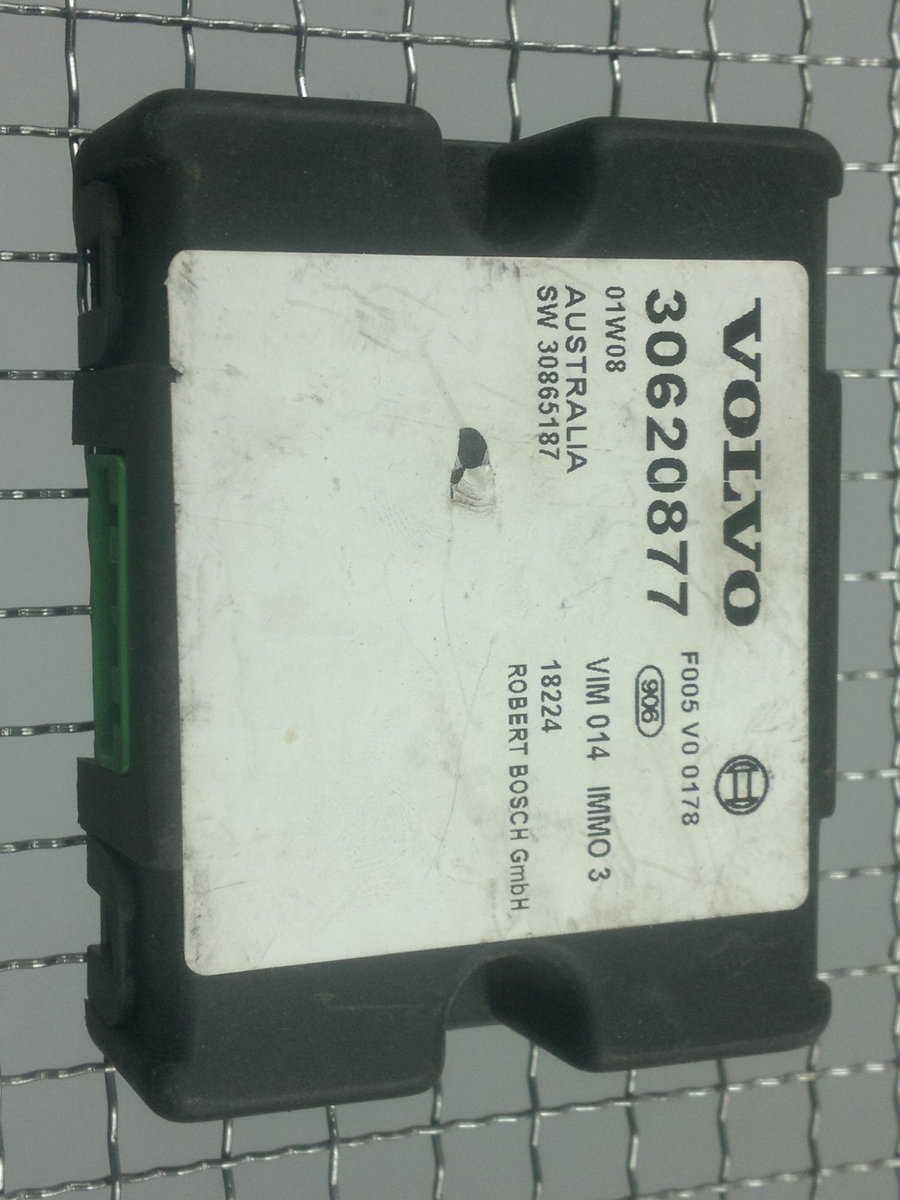 VOLVO
30620877
01W08
AUSTRALIA
SW 30865187
F005 V0 0178
906
VIM 014 IMMO 3
18224
ROBERT BOSCH GmbH